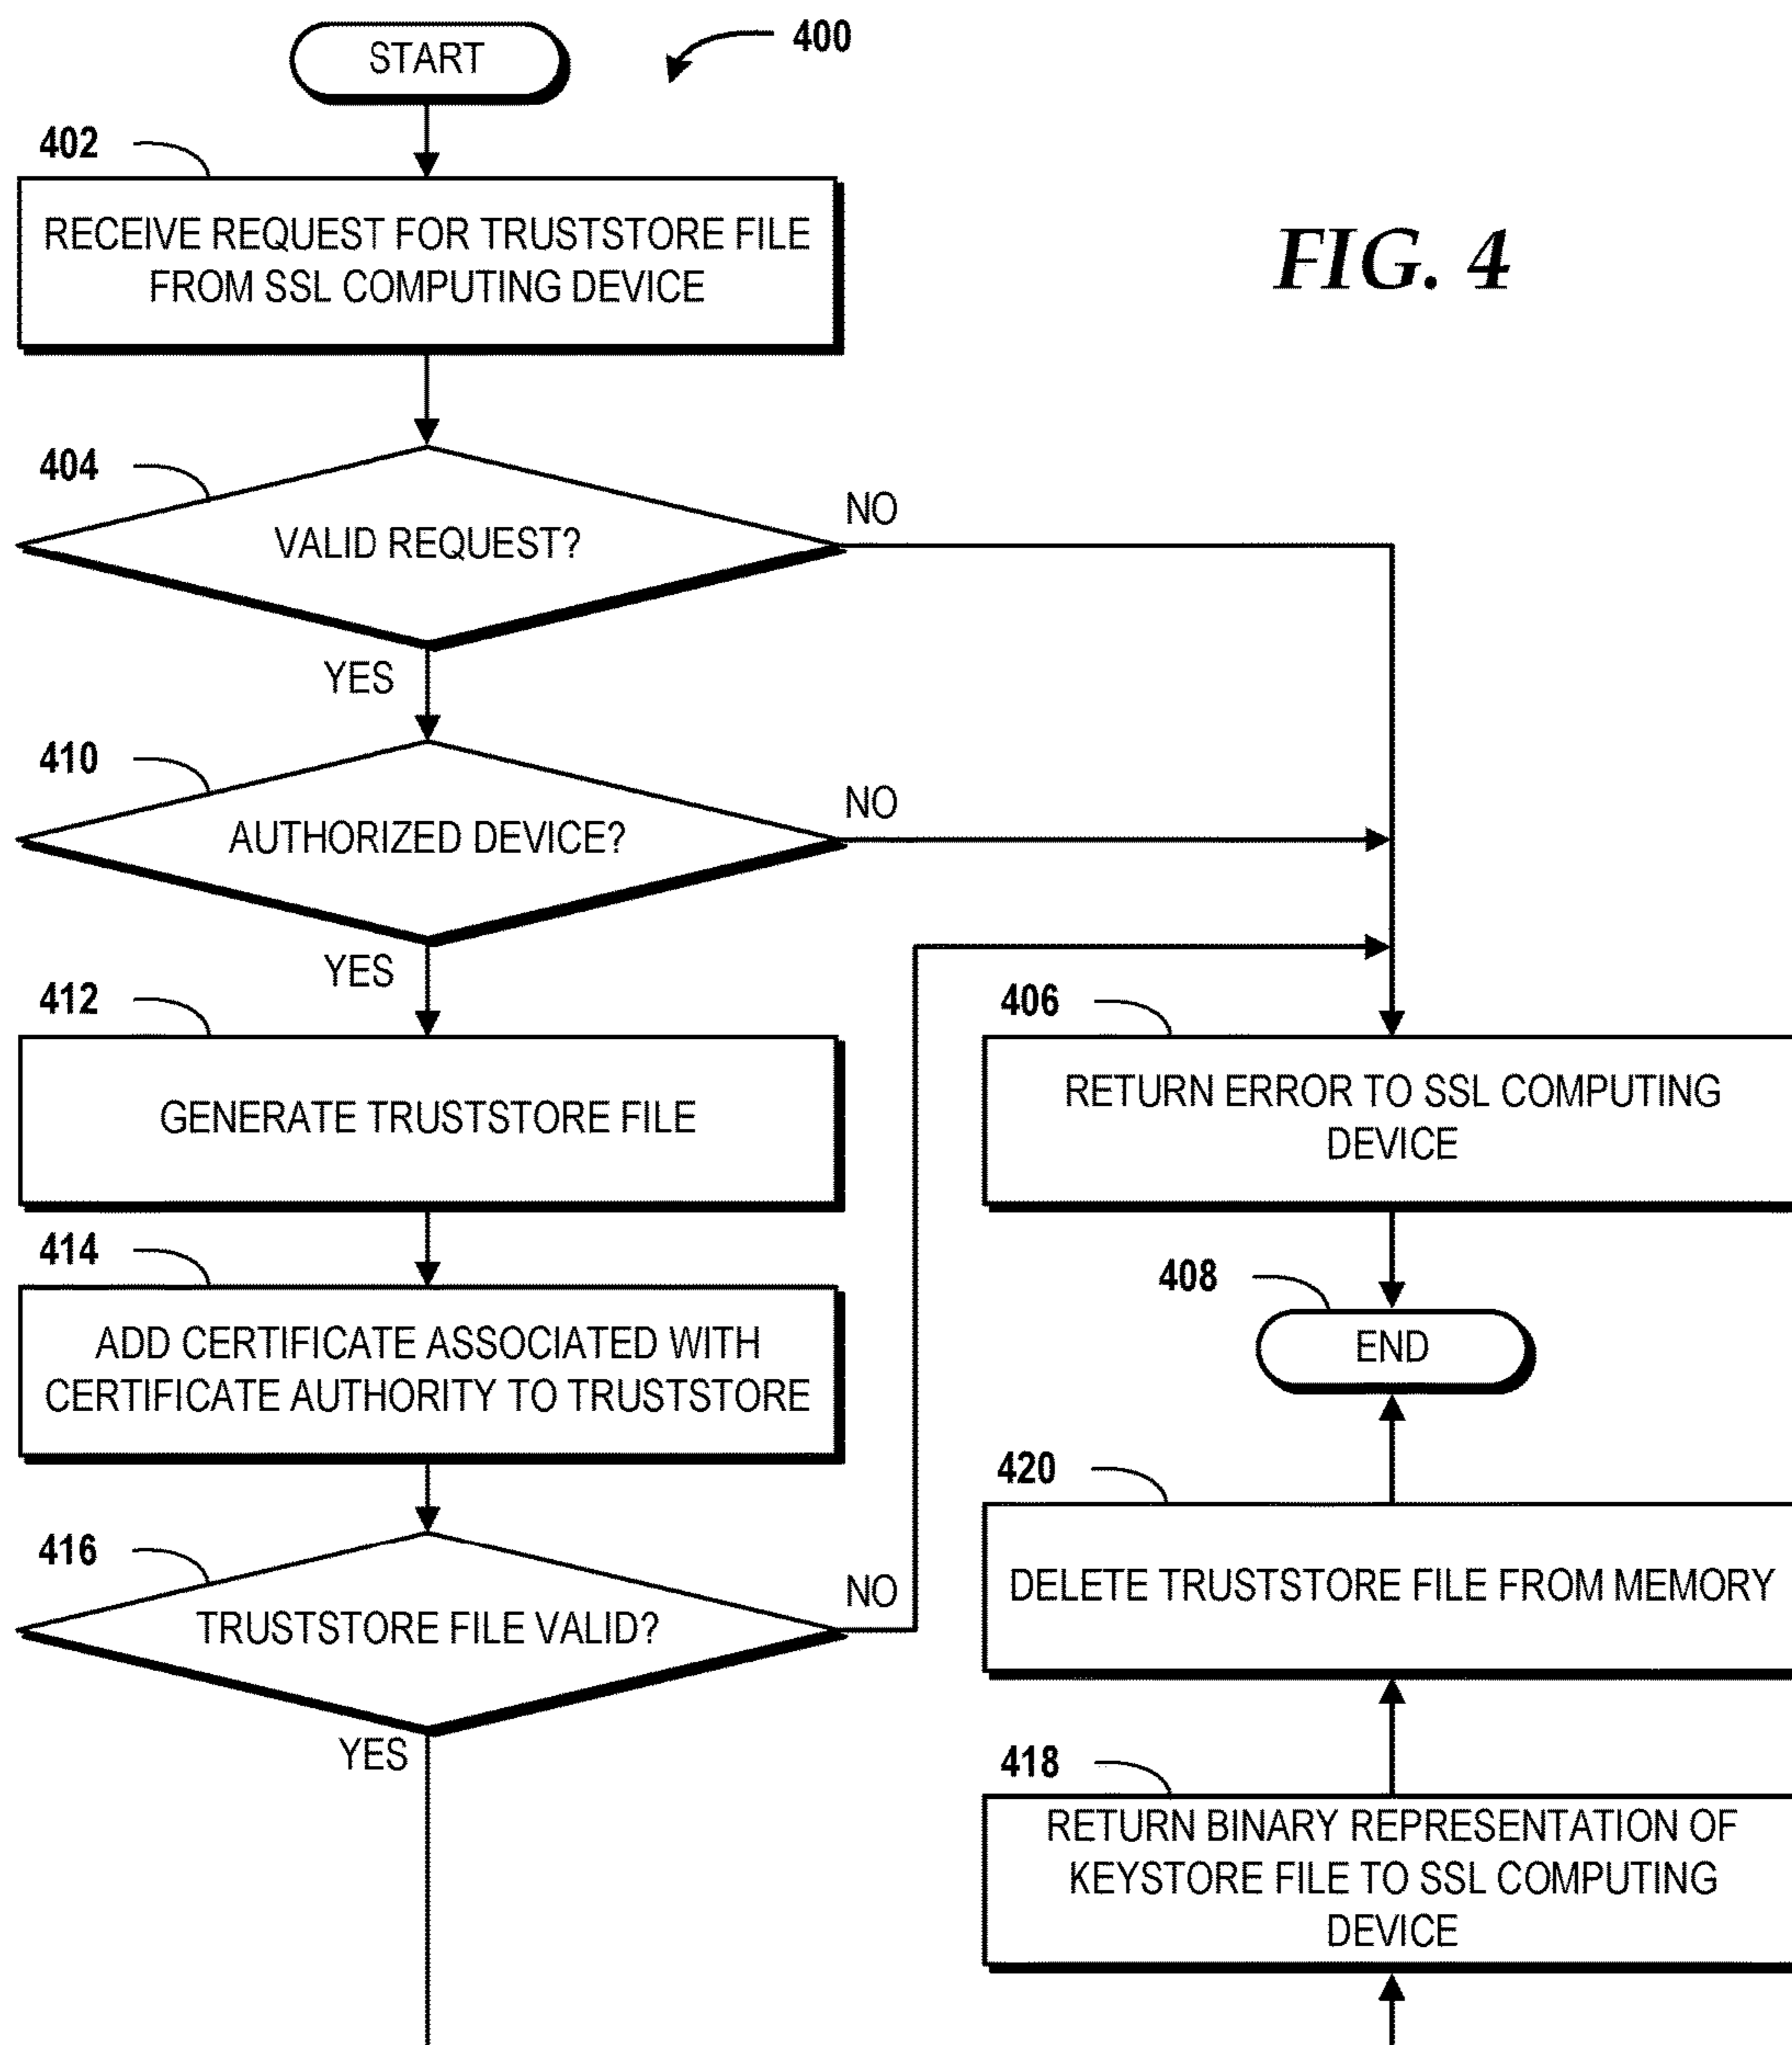 START
400
402
RECEIVE REQUEST FOR TRUSTSTORE FILE
FROM SSL COMPUTING DEVICE
FIG. 4
404
VALID REQUEST?
NO
YES
410
AUTHORIZED DEVICE?
NO
YES
412
GENERATE TRUSTSTORE FILE
406
RETURN ERROR TO SSL COMPUTING
DEVICE
414
ADD CERTIFICATE ASSOCIATED WITH
CERTIFICATE AUTHORITY TO TRUSTSTORE
408
END
416
TRUSTSTORE FILE VALID?
NO
YES
420
DELETE TRUSTSTORE FILE FROM MEMORY
418
RETURN BINARY REPRESENTATION OF
KEYSTORE FILE TO SSL COMPUTING
DEVICE